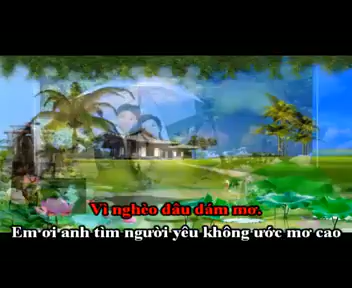 Vì nghèo đâu dám mơ.
Em ơi anh tìm người yêu không ước mơ cao